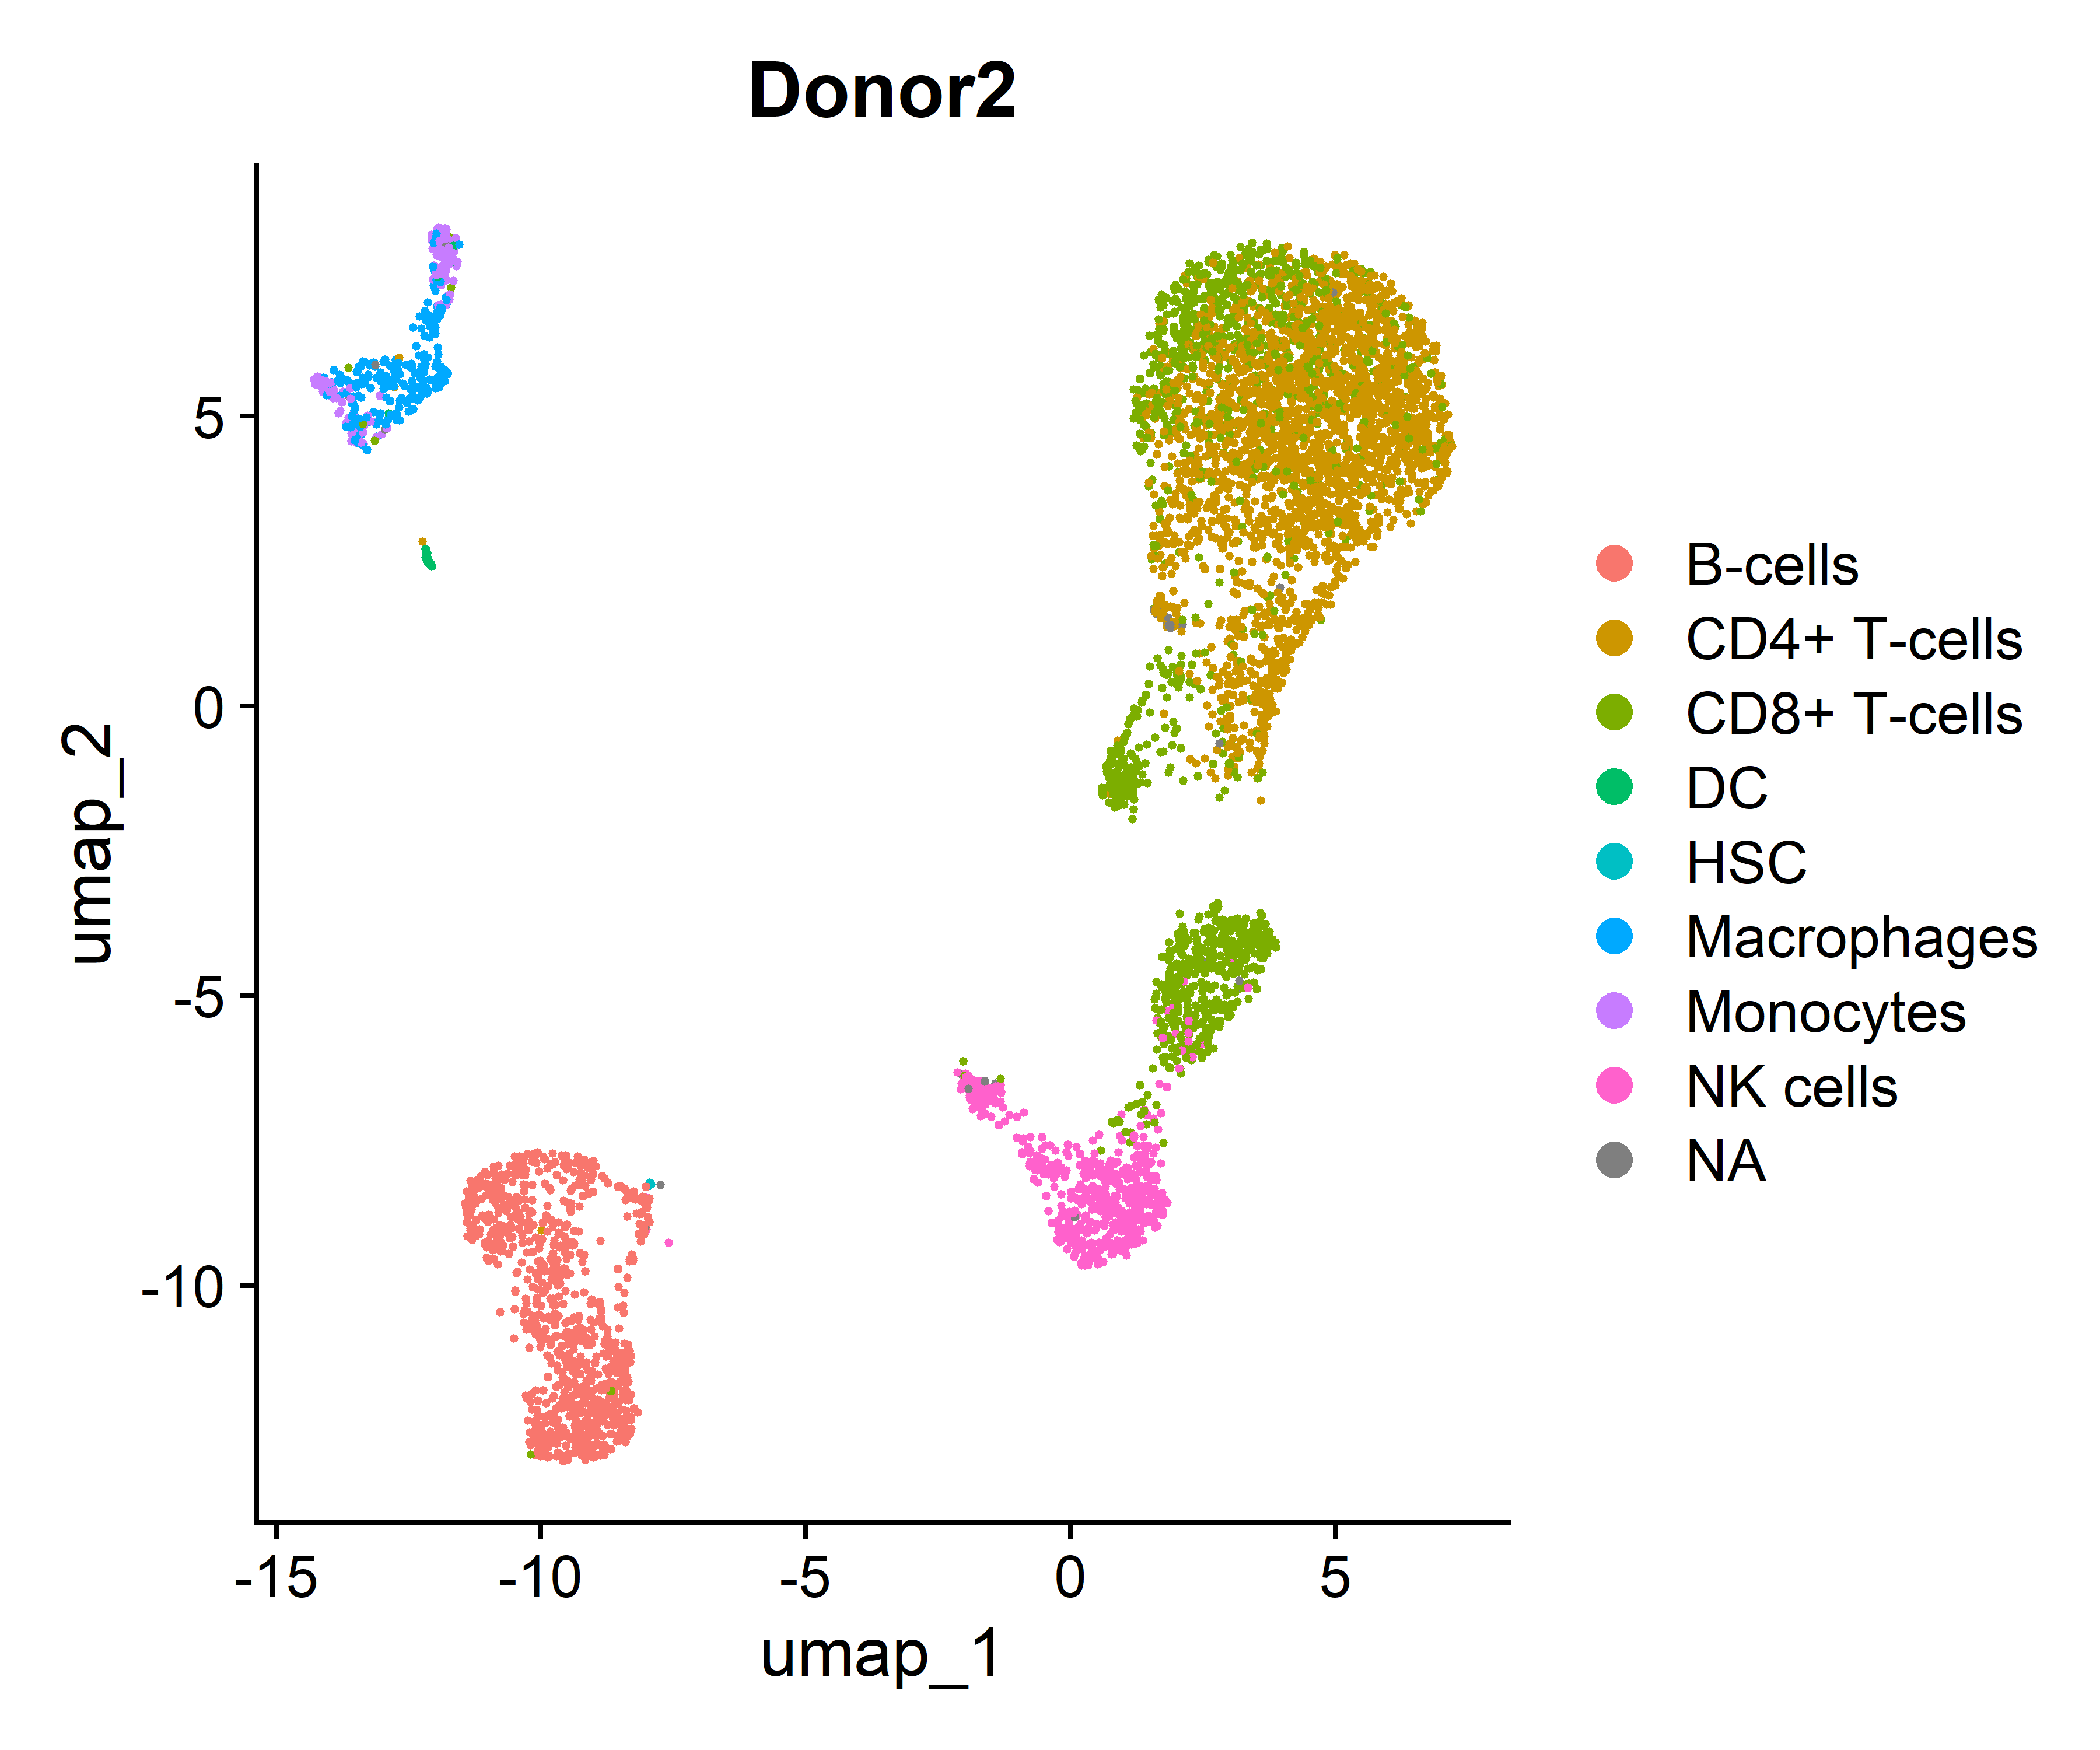 Donor2
5
0
-5
-10
umap_2
-15 -10 -5 0 5
umap_1
B-cells
CD4+ T-cells
CD8+ T-cells
DC
HSC
Macrophages
Monocytes
NK cells
NA